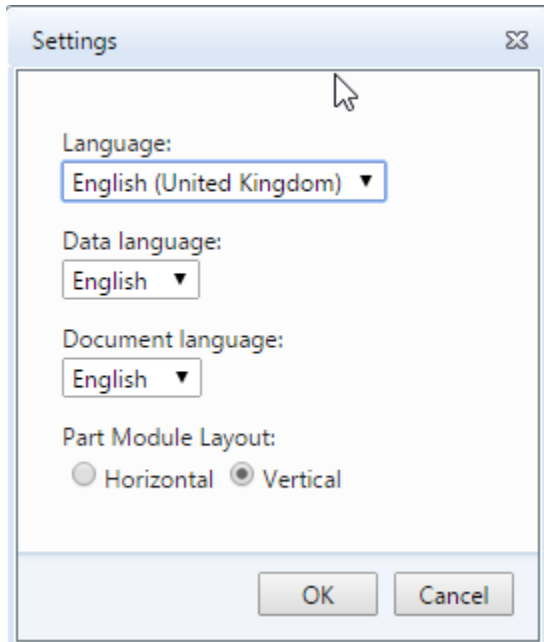 Settings
Language:
English (United Kingdom)
Data language:
English
Document language:
English
Part Module Layout:
Horizontal Vertical
OK Cancel